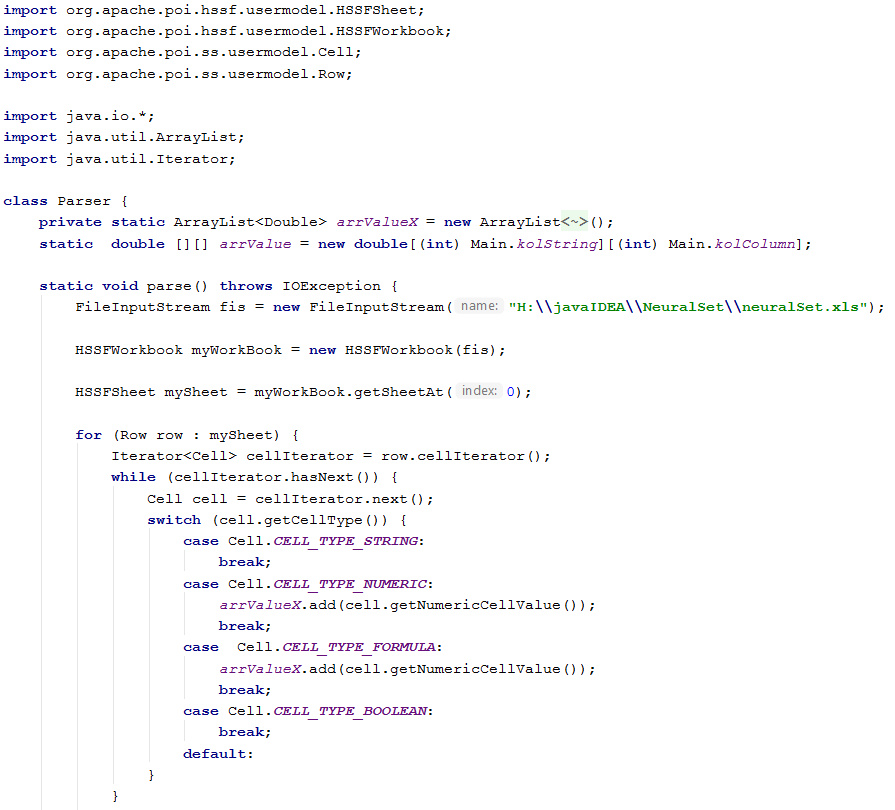 import org.apache.poi.hssf.usermodel.HSSFSheet;
import org.apache.poi.hssf.usermodel.HSSFWorkbook;
import org.apache.poi.ss.usermodel.Cell;
import org.apache.poi.ss.usermodel.Row;

import java.io.*;
import java.util.ArrayList;
import java.util.Iterator;

class Parser {
    private static ArrayList<Double> arrValueX = new ArrayList<~>();
    static  double [][] arrValue = new double[(int) Main.kolString][(int) Main.kolColumn];

    static void parse() throws IOException {
        FileInputStream fis = new FileInputStream( name: "H:\\javaIDEA\\NeuralSet\\neuralSet.xls");

        HSSFWorkbook myWorkBook = new HSSFWorkbook(fis);

        HSSFSheet mySheet = myWorkBook.getSheetAt( index: 0);

        for (Row row : mySheet) {
            Iterator<Cell> cellIterator = row.cellIterator();
            while (cellIterator.hasNext()) {
                Cell cell = cellIterator.next();
                switch (cell.getCellType()) {
                    case Cell.CELL_TYPE_STRING:
                        break;
                    case Cell.CELL_TYPE_NUMERIC:
                        arrValueX.add(cell.getNumericCellValue());
                        break;
                    case  Cell.CELL_TYPE_FORMULA:
                        arrValueX.add(cell.getNumericCellValue());
                        break;
                    case Cell.CELL_TYPE_BOOLEAN:
                        break;
                    default:
                }
            }